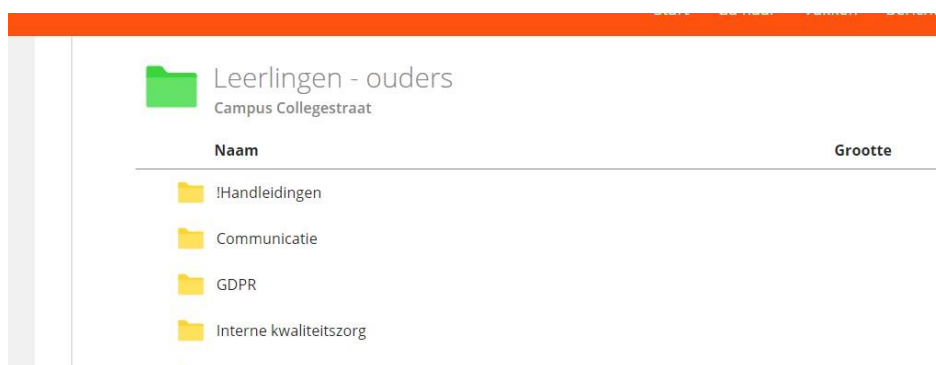 Leerlingen - ouders
Campus Collegestraat
Naam Grootte
!Handleidingen
Communicatie
GDPR
Interne kwaliteitszorg